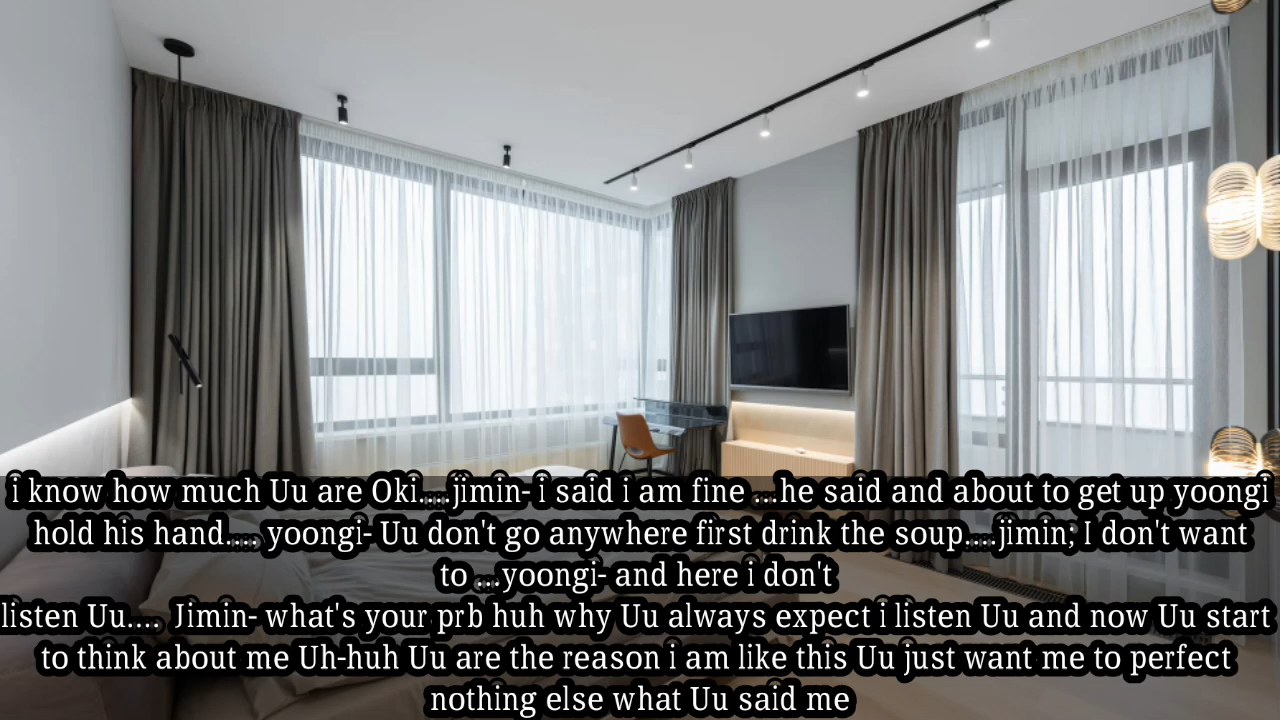 i know how much Uu are Oki....jimin- i said i am fine ...he said and about to get up yoongi
hold his hand.... yoongi- Uu don't go anywhere first drink the soup....jimin; I don't want
to ...yoongi- and here i don't
listen Uu....  Jimin- what's your prb huh why Uu always expect i listen Uu and now Uu start
to think about me Uh-huh Uu are the reason i am like this Uu just want me to perfect
nothing else what Uu said me